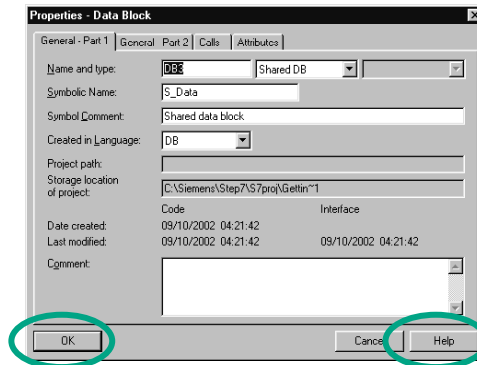 Properties - Data Block
General - Part 1 General Part 2 Calls Attributes
Name and type: DB3 Shared DB
Symbolic Name: S_Data
Symbol Comment: Shared data block
Created in Language: DB
Project path:
Storage location
of project: C:\Siemens\Step7\S7proj\Gettin~1
Code Interface
Date created: 09/10/2002 04:21:42
Last modified: 09/10/2002 04:21:42 09/10/2002 04:21:42
Comment:
OK Cancel Help